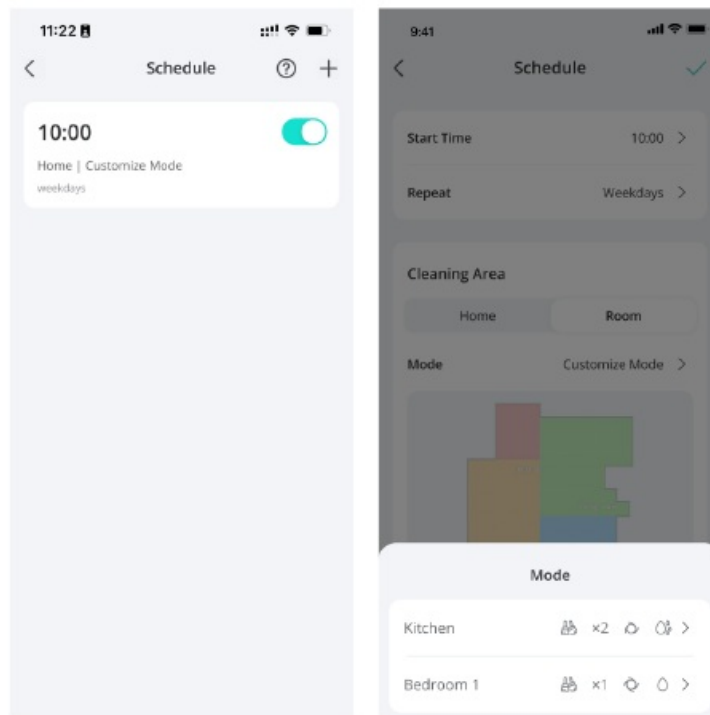 11:22
Schedule
10:00
Home | Customize Mode
weekdays
9:41
Schedule
Start Time 10:00
Repeat Weekdays
Cleaning Area
Home Room
Mode Customize Mode
Mode
Kitchen ×2
Bedroom 1 ×1